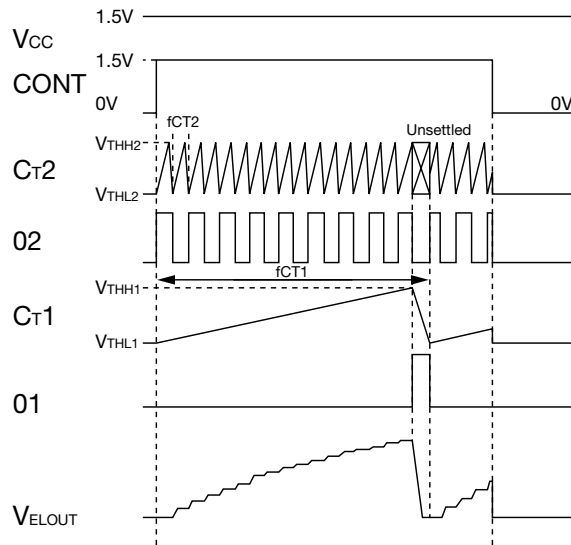 1.5V
VCC
1.5V
CONT
0V
0V
fCT2
Unsettled
VTHH2
CT2
VTHL2
02
fCT1
VTHH1
CT1
VTHL1
01
VELOUT